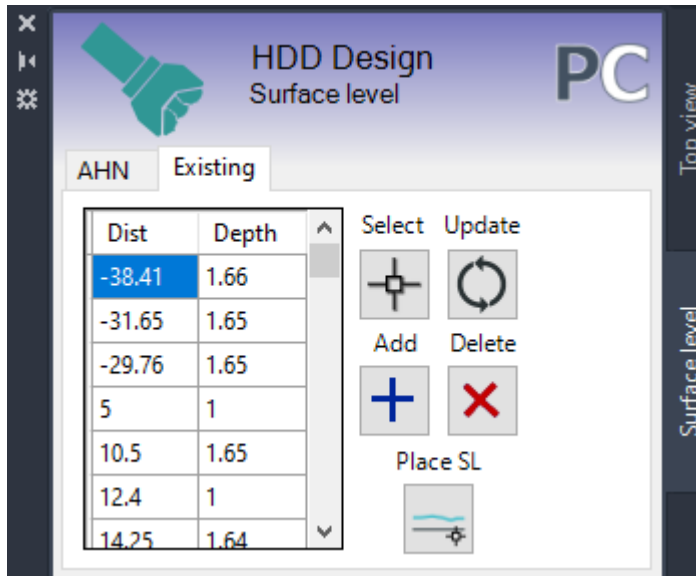 HDD Design
Surface level
PC
Top view
AHN
Existing
Dist Depth
-38.41 1.66
-31.65 1.65
-29.76 1.65
5 1
10.5 1.65
12.4 1
14.25 1.64
Select Update
Add Delete
Place SL
Surface level